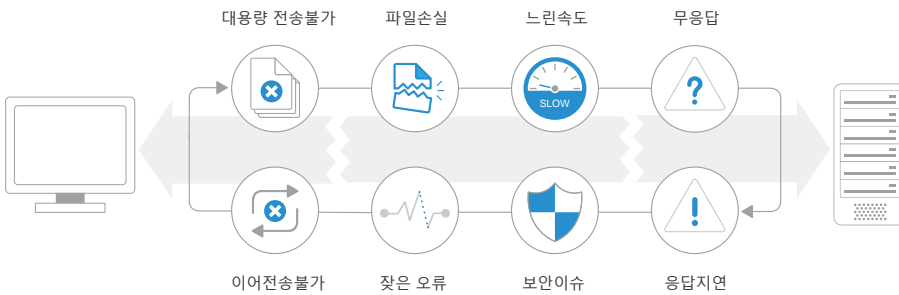 대용량 전송불가
파일손실
느린속도
무응답
SLOW
?
!
이어전송불가
잦은 오류
보안이슈
응답지연